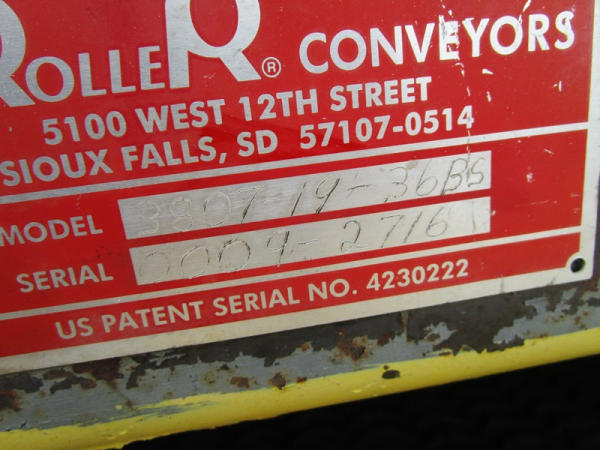 ROLLER® CONVEYORS
5100 WEST 12TH STREET
SIOUX FALLS, SD 57107-0514
MODEL 3807-19-36BS
SERIAL 0009-27161
US PATENT SERIAL NO. 4230222